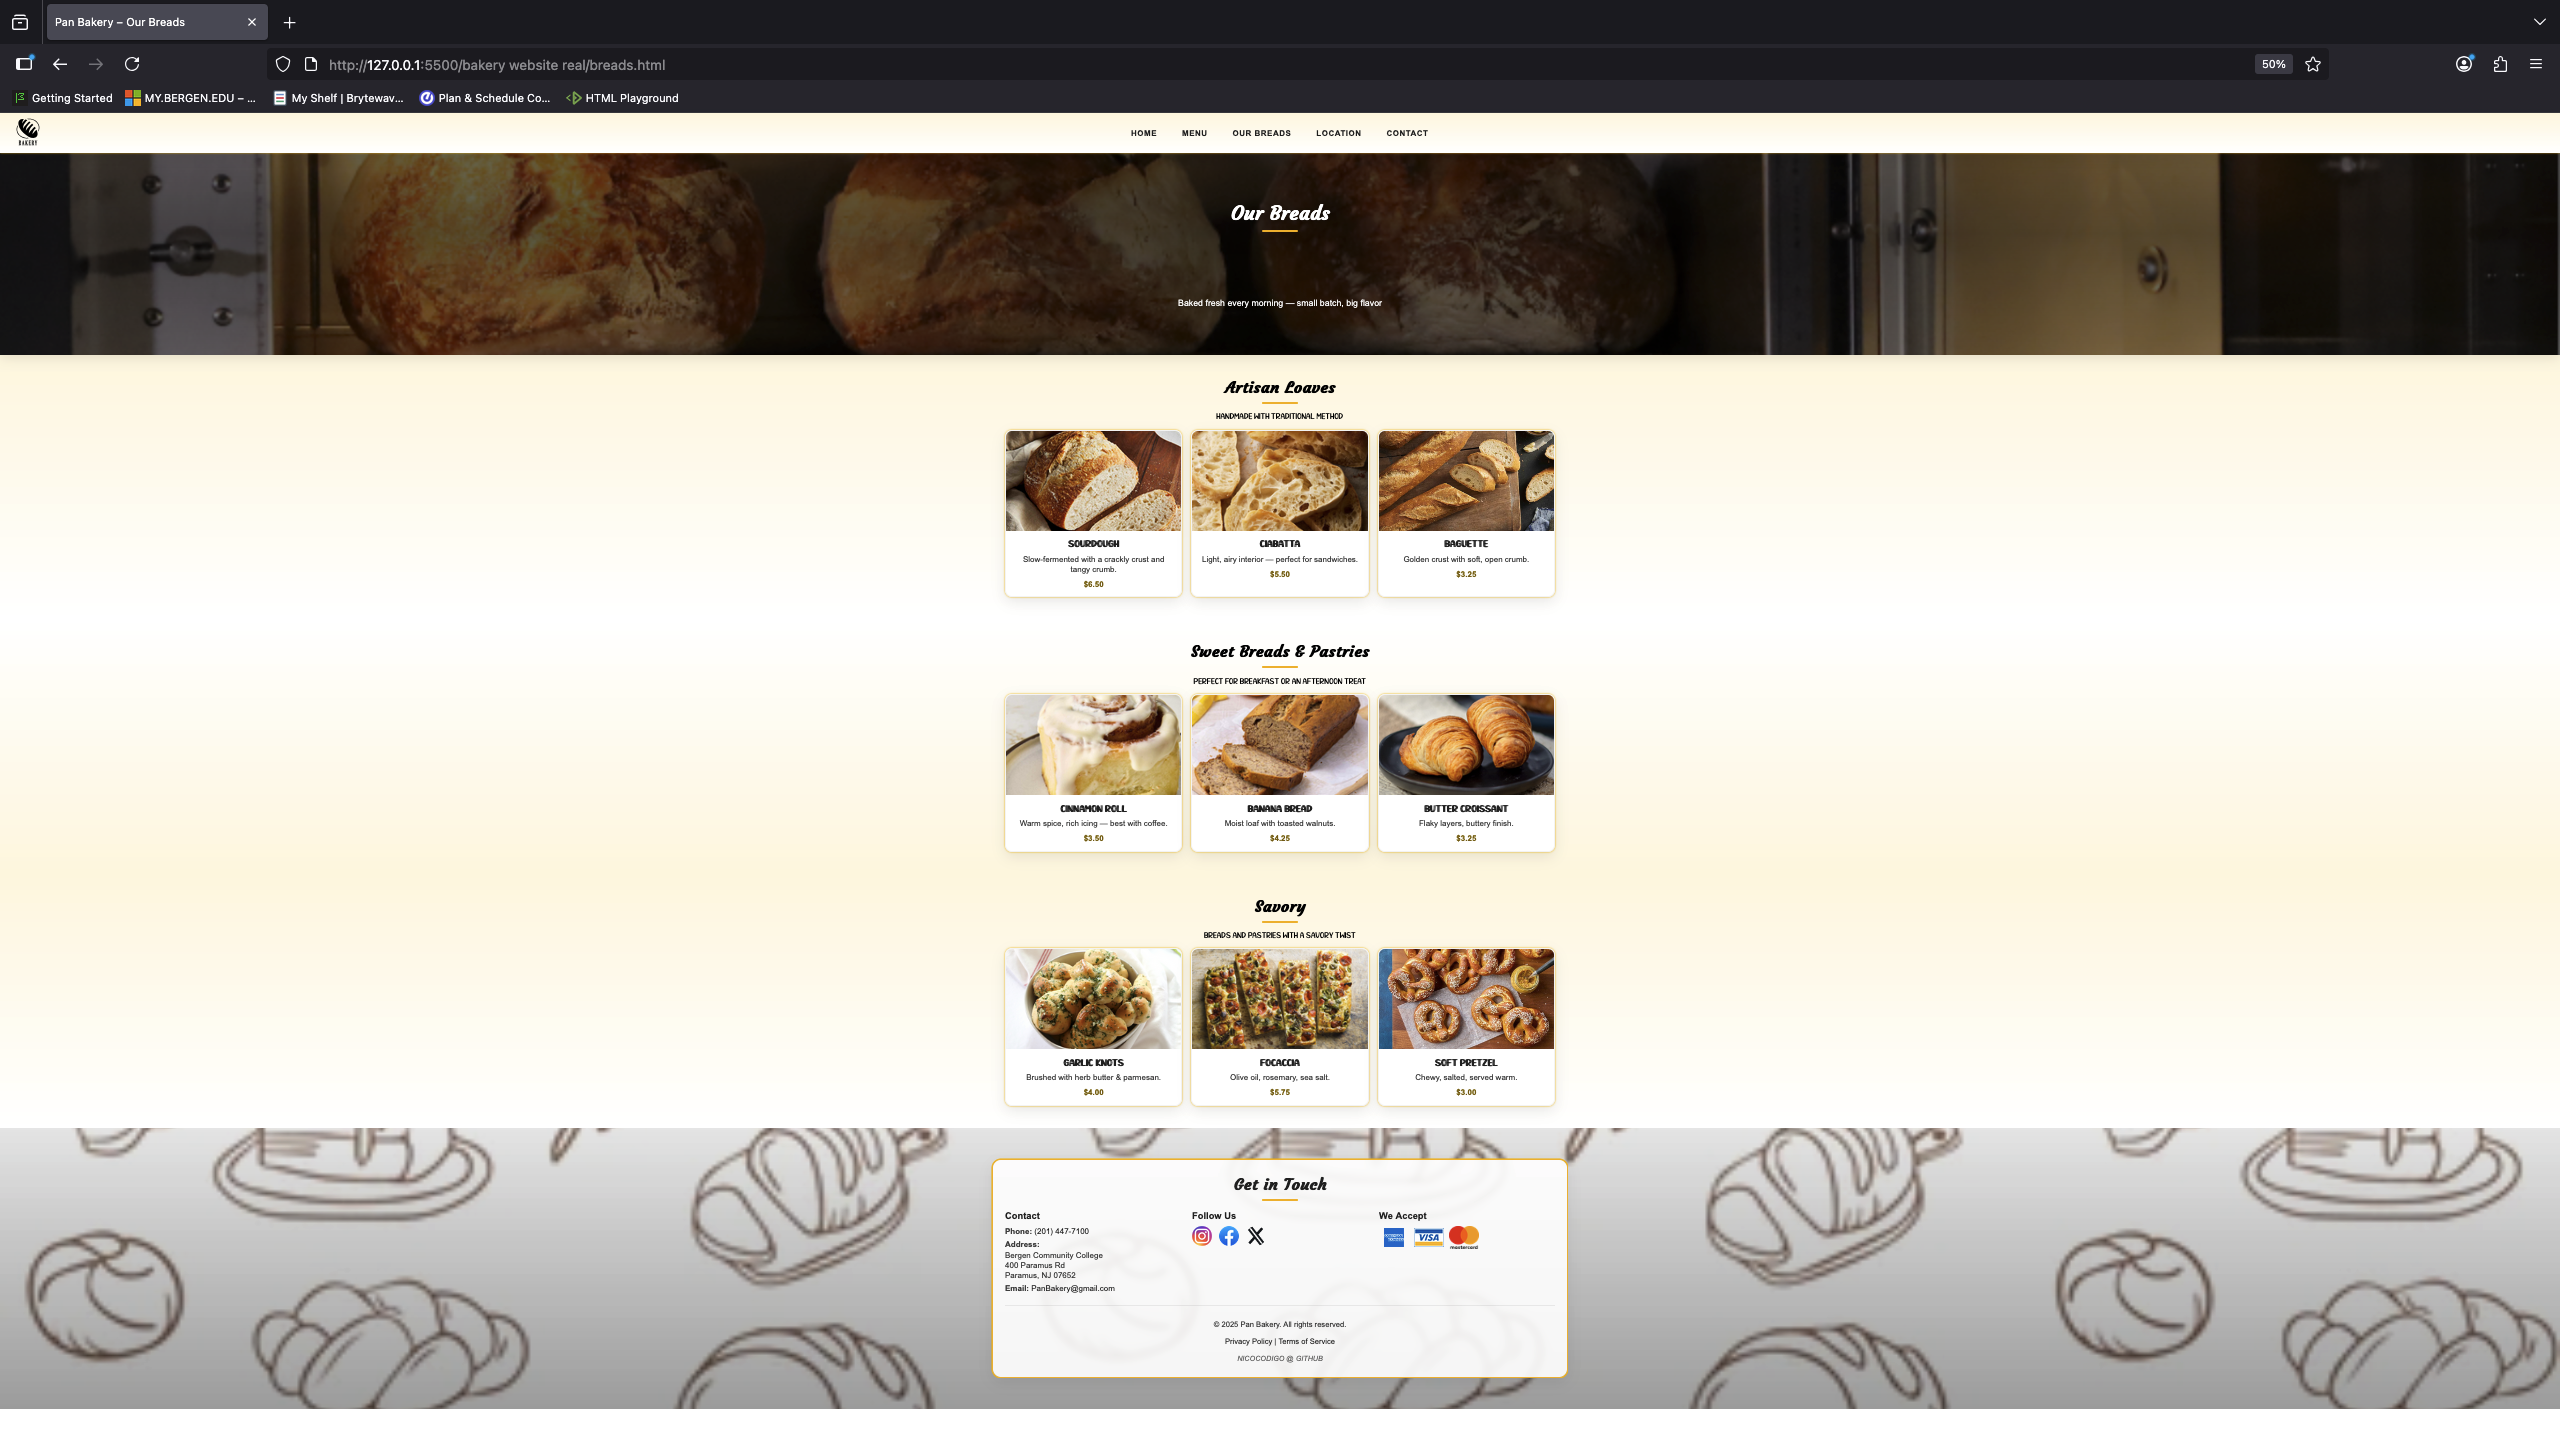 Pan Bakery – Our Breads
http://127.0.0.1:5500/bakery website real/breads.html
50%
Getting Started
MY.BERGEN.EDU – ...
My Shelf | Brytewav...
Plan & Schedule Co...
HTML Playground
BAKERY
HOME
MENU
OUR BREADS
LOCATION
CONTACT
Our Breads
Baked fresh every morning — small batch, big flavor
Artisan Loaves
HANDMADE WITH TRADITIONAL METHOD
SOURDOUGH
Slow-fermented with a crackly crust and
tangy crumb.
$6.50
CIABATTA
Light, airy interior — perfect for sandwiches.
$5.50
BAGUETTE
Golden crust with soft, open crumb.
$3.25
Sweet Breads & Pastries
PERFECT FOR BREAKFAST OR AN AFTERNOON TREAT
CINNAMON ROLL
Warm spice, rich icing — best with coffee.
$3.50
BANANA BREAD
Moist loaf with toasted walnuts.
$4.25
BUTTER CROISSANT
Flaky layers, buttery finish.
$3.25
Savory
BREADS AND PASTRIES WITH A SAVORY TWIST
GARLIC KNOTS
Brushed with herb butter & parmesan.
$4.00
FOCACCIA
Olive oil, rosemary, sea salt.
$5.75
SOFT PRETZEL
Chewy, salted, served warm.
$3.00
Get in Touch
Contact
Phone: (201) 447-7100
Address:
Bergen Community College
400 Paramus Rd
Paramus, NJ 07652
Email: PanBakery@gmail.com
Follow Us
We Accept
VISA
mastercard
© 2025 Pan Bakery. All rights reserved.
Privacy Policy | Terms of Service
NICOCODIGO @ GITHUB